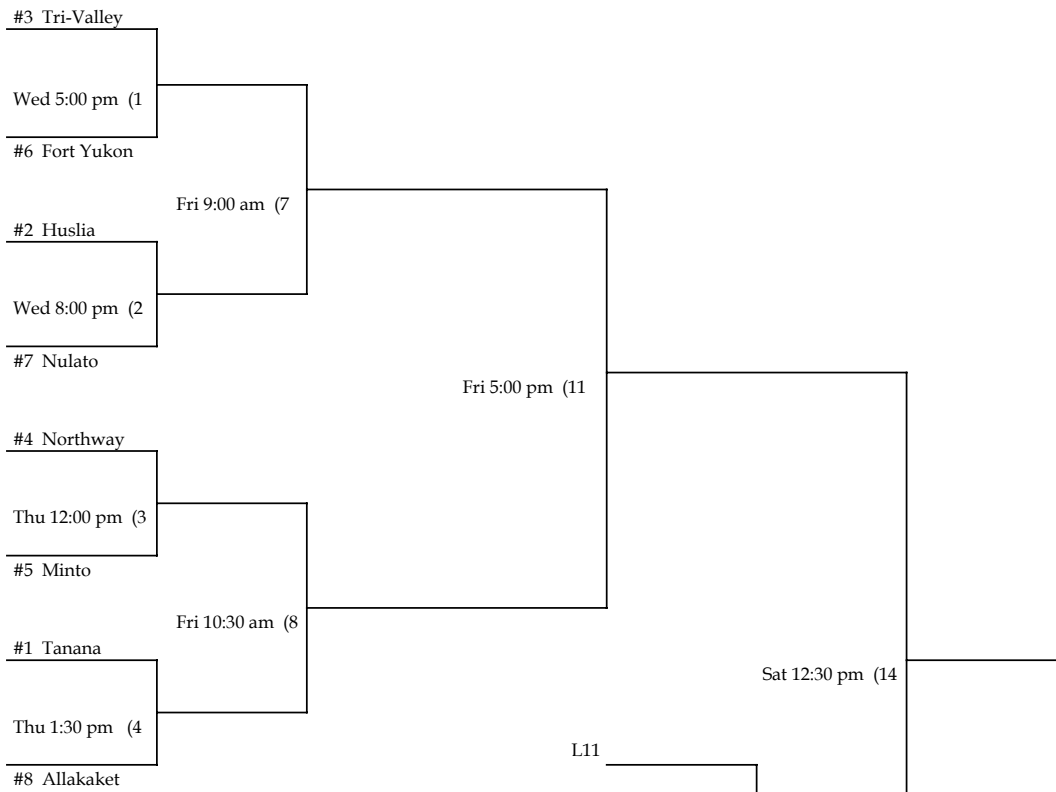 #3 Tri-Valley
Wed 5:00 pm (1
#6 Fort Yukon
Fri 9:00 am (7
#2 Huslia
Wed 8:00 pm (2
#7 Nulato
Fri 5:00 pm (11
#4 Northway
Thu 12:00 pm (3
#5 Minto
Fri 10:30 am (8
#1 Tanana
Sat 12:30 pm (14
Thu 1:30 pm (4
L11
#8 Allakaket